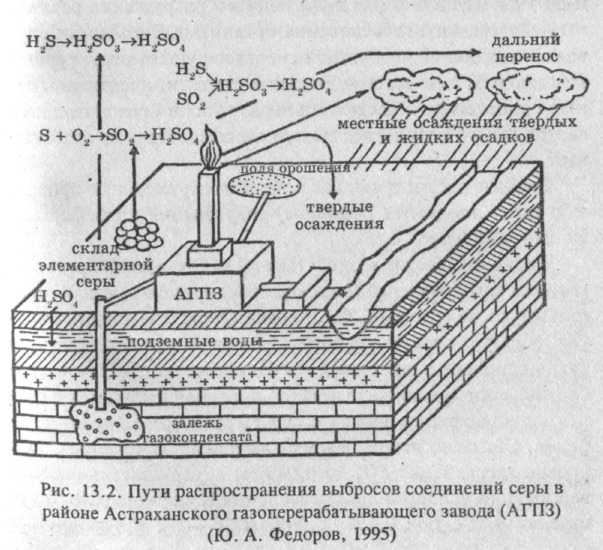 H₂S→H₂SO₃→H₂SO₄
H₂S
SO₂
H₂SO₃→H₂SO₄
дальний
перенос
S + O₂→SO₂→H₂SO₄
местные осаждения твердых
и жидких осадков
поля орошения
твердые
осаждения
склад
элементарной
серы
АГПЗ
H₂SO₄
подземные воды
залежь
газоконденсата
Рис. 13.2. Пути распространения выбросов соединений серы в
районе Астраханского газоперерабатывающего завода (АГПЗ)
(Ю. А. Федоров, 1995)